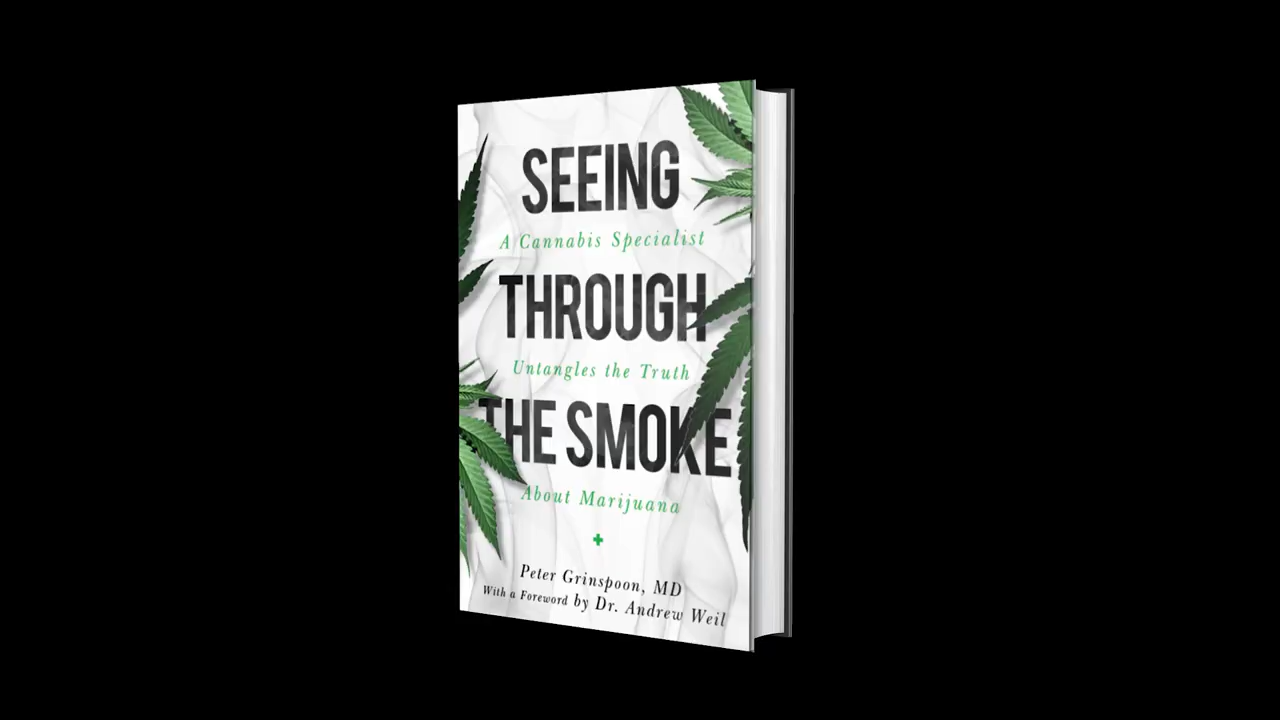 SEEING
A Cannabis Specialist
THROUGH
Untangles the Truth
THE SMOKE
About Marijuana
Peter Grinspoon, MD
With a Foreword by Dr. Andrew Weil